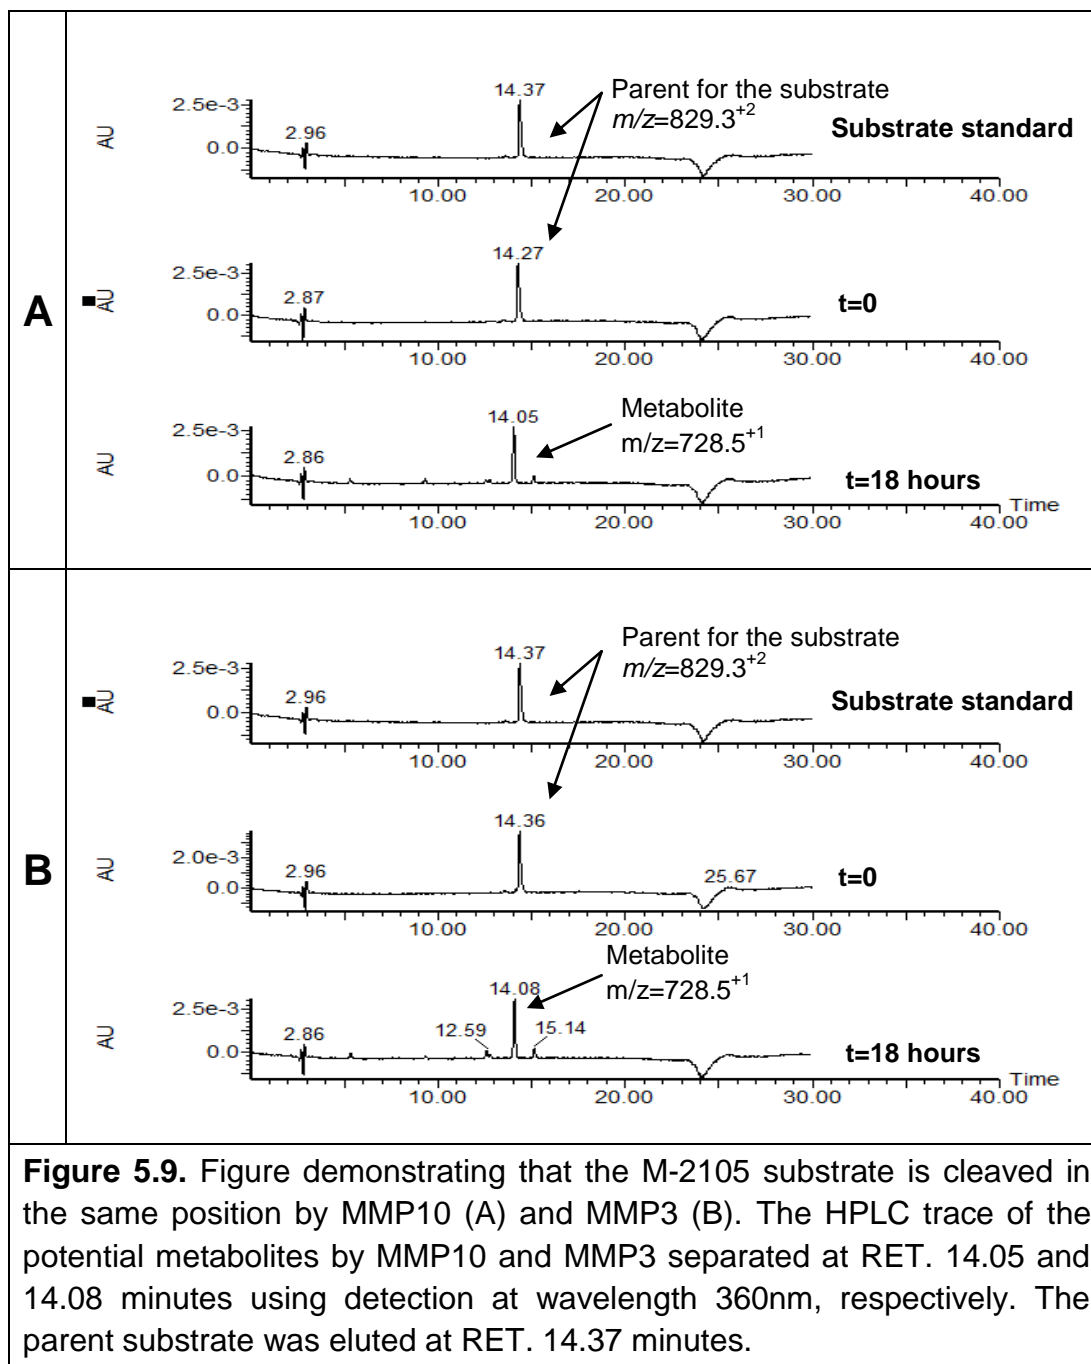 A
14.37
Parent for the substrate
m/z=829.3+2
Substrate standard
2.5e-3
AU
2.96
0.0
10.00 20.00 30.00 40.00
14.27
2.5e-3
AU
2.87
t=0
0.0
10.00 20.00 30.00 40.00
Metabolite
14.05
m/z=728.5+1
2.5e-3
AU
2.86
0.0
t=18 hours
Time
10.00 20.00 30.00 40.00
B
Parent for the substrate
14.37
m/z=829.3+2
2.5e-3
AU
2.96
Substrate standard
0.0
10.00 20.00 30.00 40.00
14.36
2.0e-3
AU
2.96
25.67
t=0
0.0
10.00 20.00 30.00 40.00
Metabolite
14.08
m/z=728.5+1
2.5e-3
AU
2.86
12.59
15.14
0.0
t=18 hours
Time
10.00 20.00 30.00 40.00
Figure 5.9. Figure demonstrating that the M-2105 substrate is cleaved in
the same position by MMP10 (A) and MMP3 (B). The HPLC trace of the
potential metabolites by MMP10 and MMP3 separated at RET. 14.05 and
14.08 minutes using detection at wavelength 360nm, respectively. The
parent substrate was eluted at RET. 14.37 minutes.